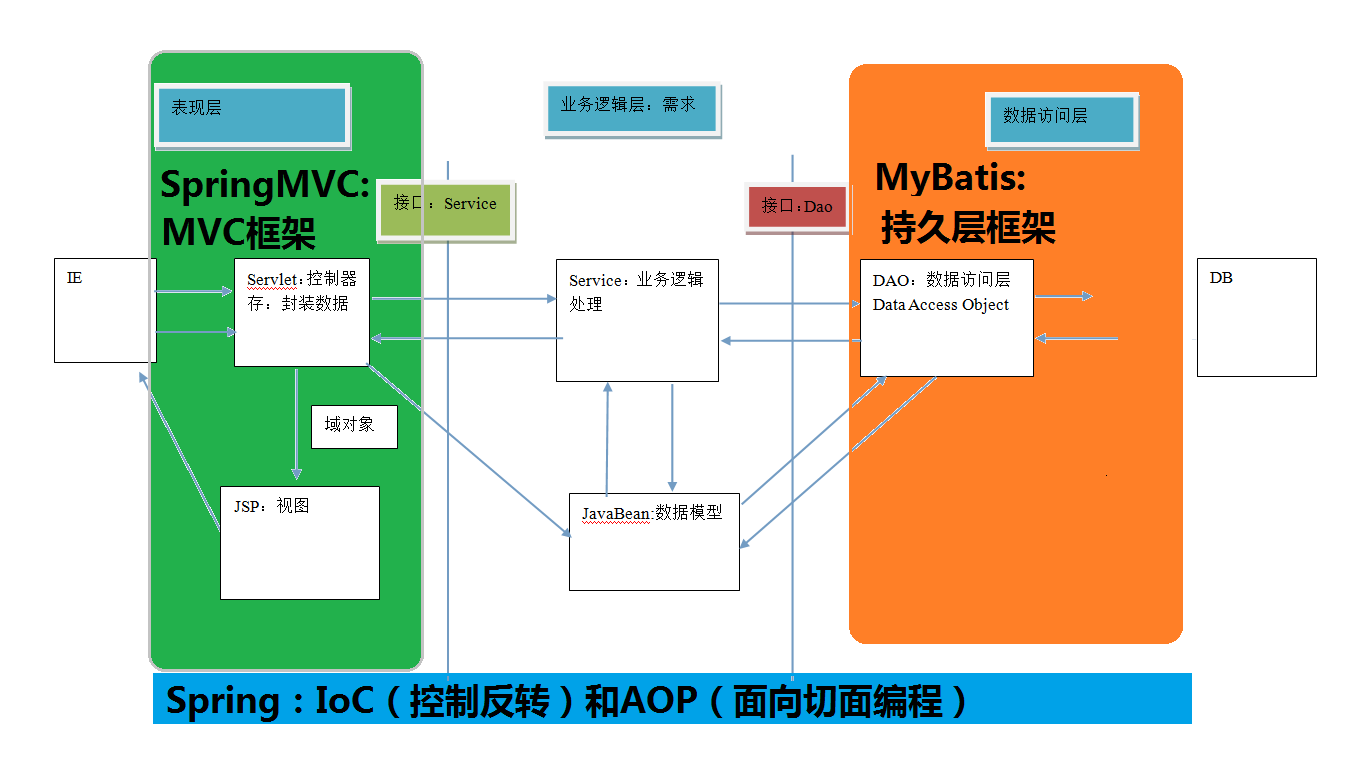 表现层
业务逻辑层：需求
数据访问层
SpringMVC:
MVC框架
接口：Service
接口:Dao
MyBatis:
持久层框架
IE
Servlet:控制器
存：封装数据
Service：业务逻辑
处理
DAO：数据访问层
Data Access Object
DB
域对象
JSP：视图
JavaBean:数据模型
Spring：IoC（控制反转）和AOP（面向切面编程）